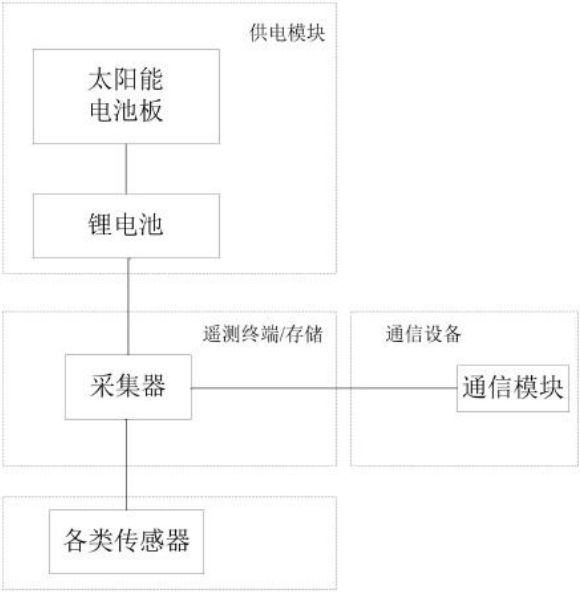 供电模块
太阳能
电池板
锂电池
遥测终端/存储
通信设备
采集器
通信模块
各类传感器